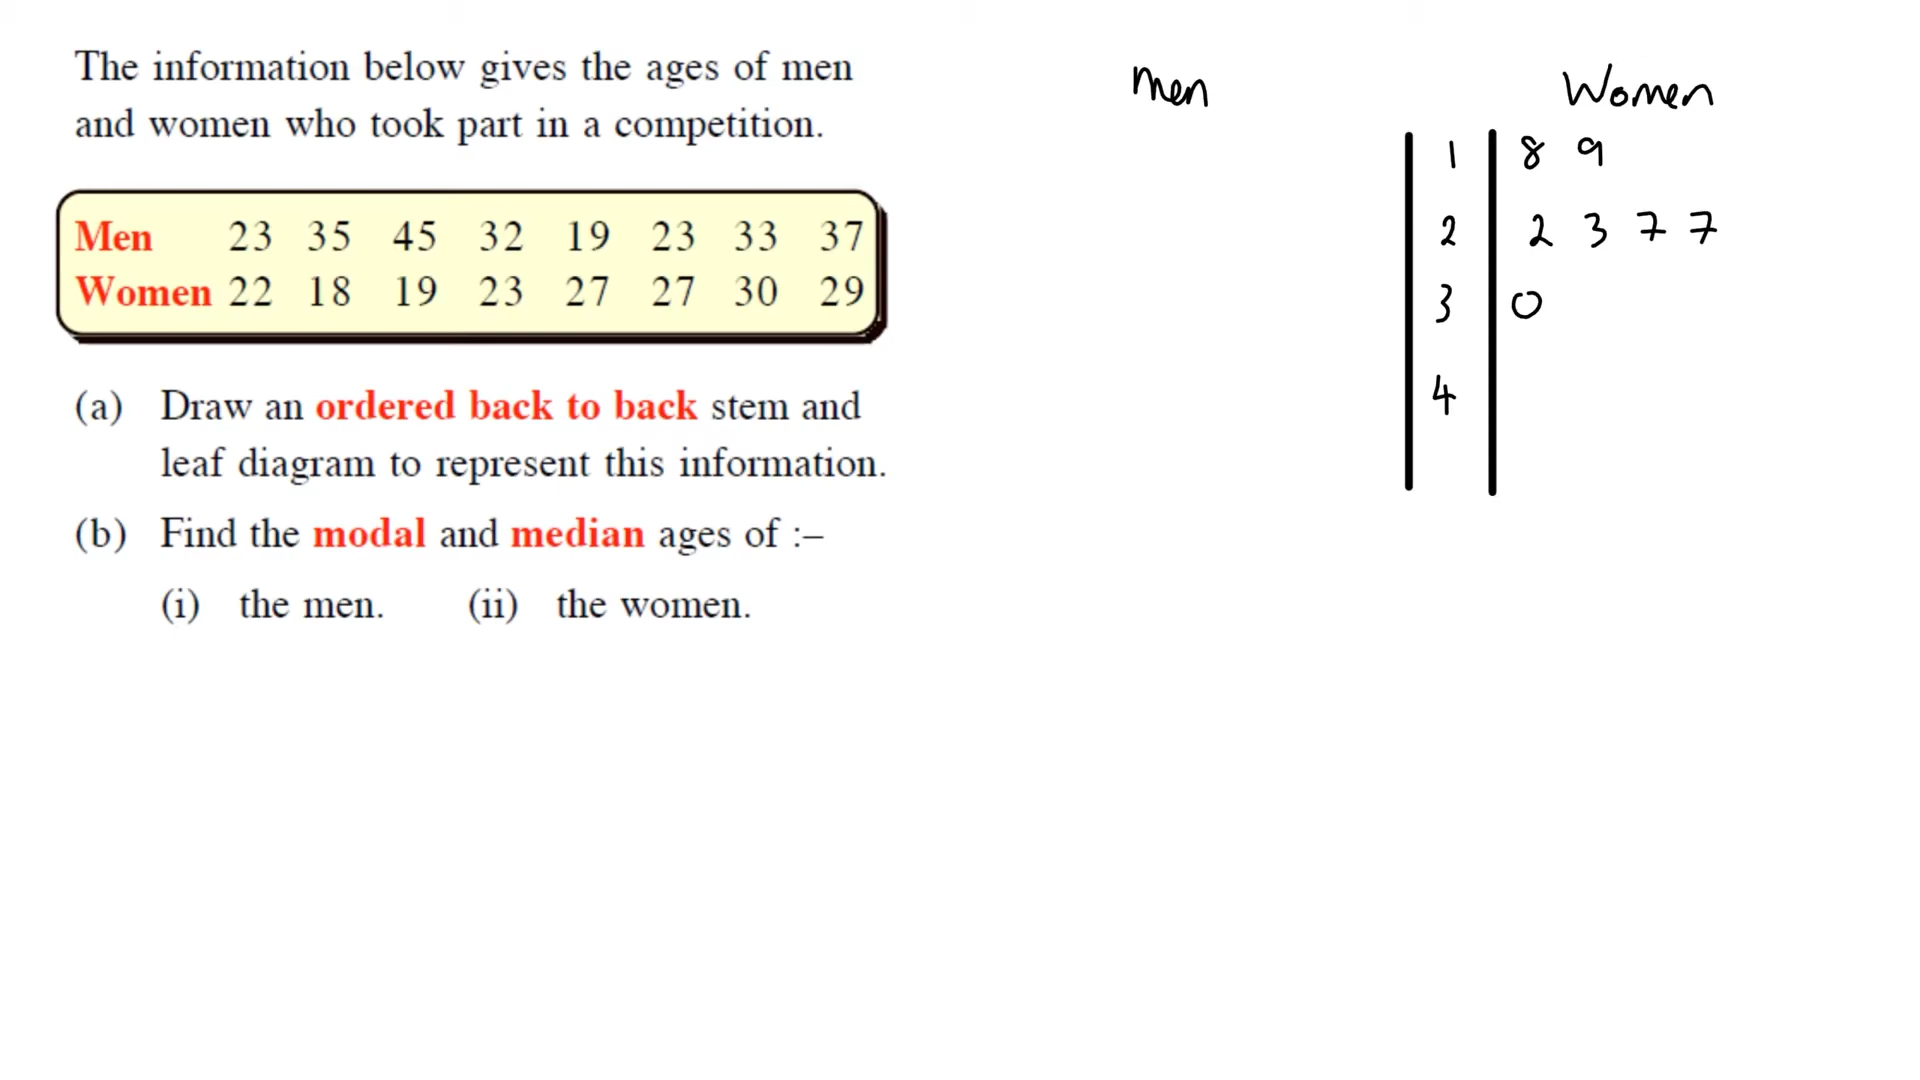 The information below gives the ages of men
and women who took part in a competition.
Men 23 35 45 32 19 23 33 37
Women 22 18 19 23 27 27 30 29
(a) Draw an ordered back to back stem and
leaf diagram to represent this information.
(b) Find the modal and median ages of :–
(i) the men. (ii) the women.
Men Women
1 8 9
2 2 3 7 7
3 0
4